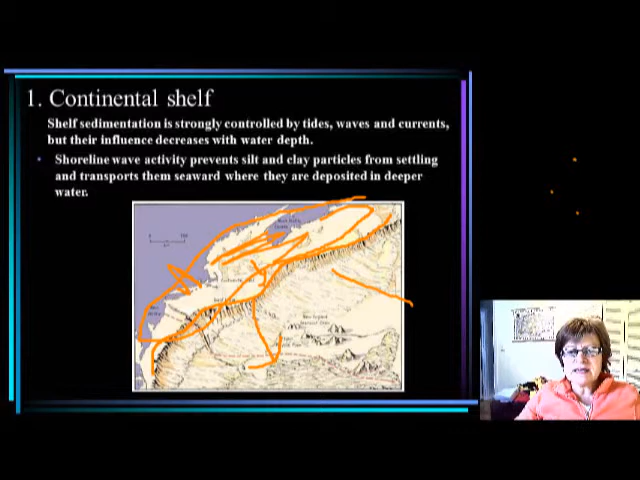 1. Continental shelf
Shelf sedimentation is strongly controlled by tides, waves and currents,
but their influence decreases with water depth.
• Shoreline wave activity prevents silt and clay particles from settling
and transports them seaward where they are deposited in deeper
water.